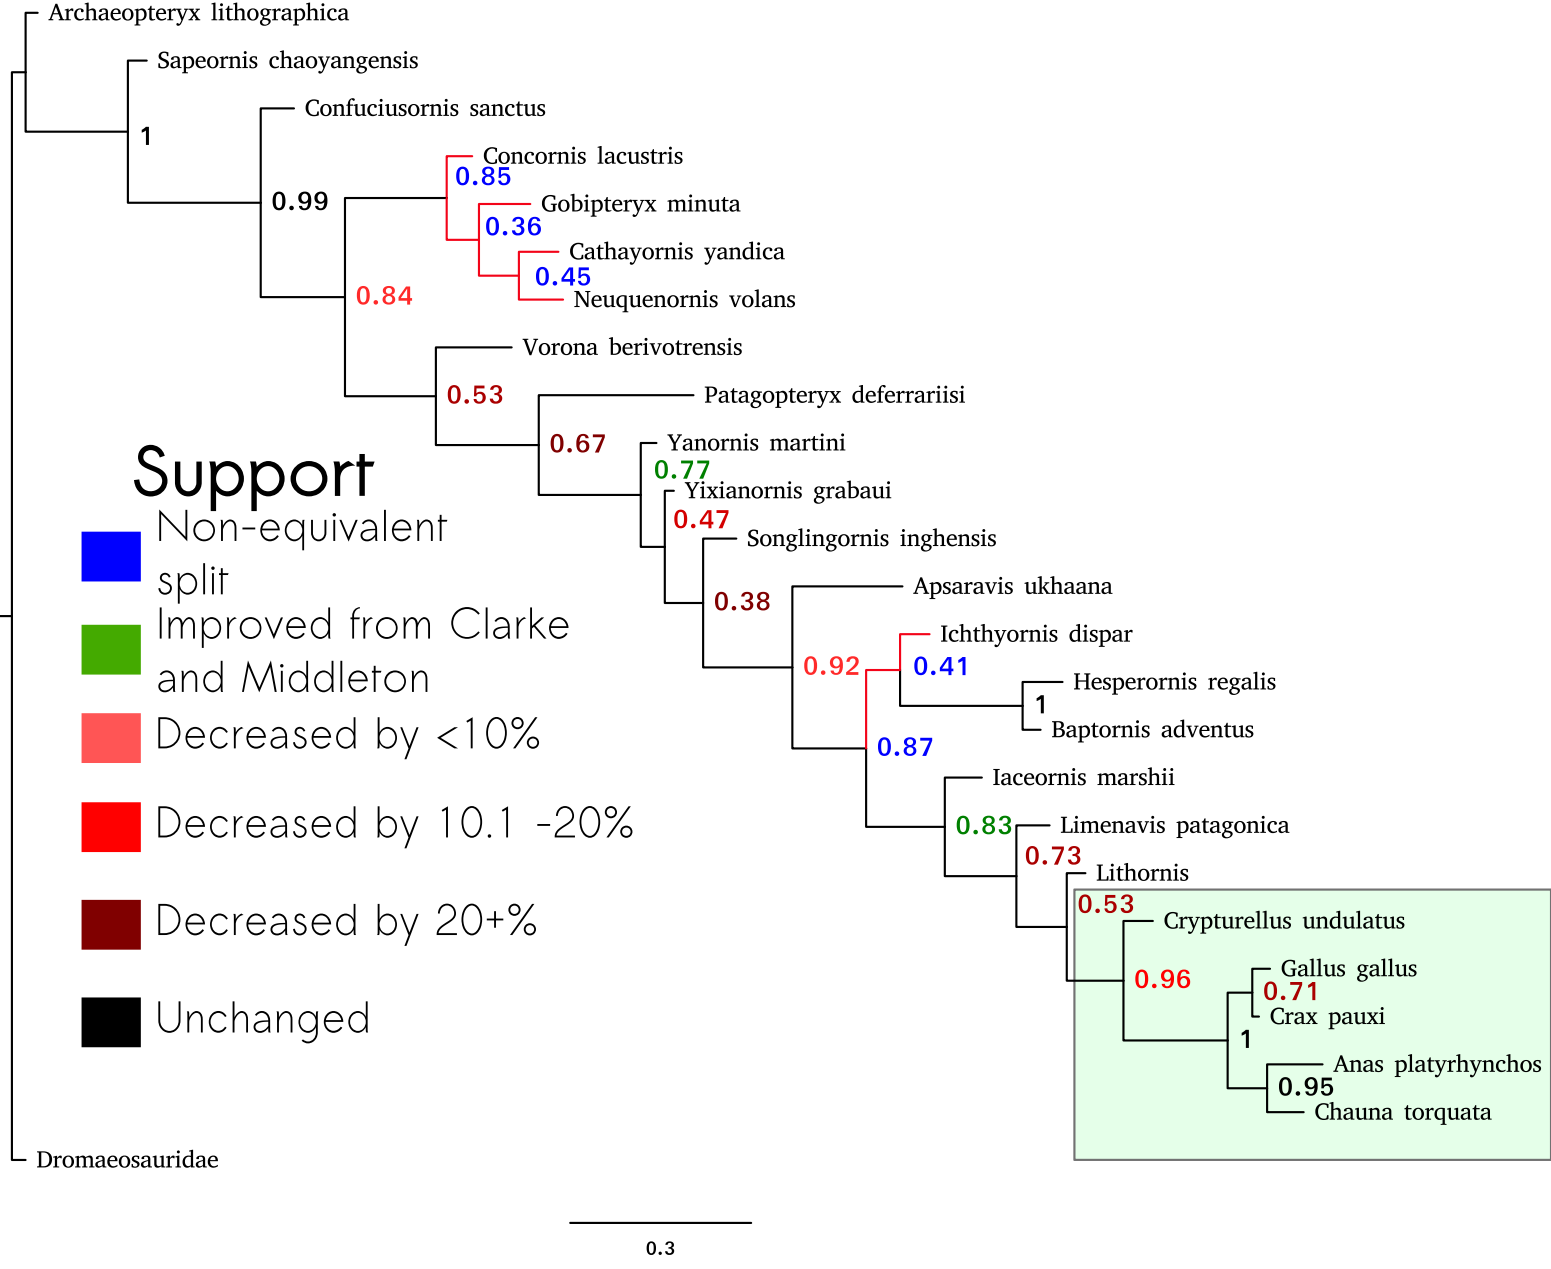 Archaeopteryx lithographica
Sapeornis chaoyangensis
Confuciusornis sanctus
1
Concornis lacustris
0.85
0.99
Gobipteryx minuta
0.36
Cathayornis yandica
0.45
0.84
Neuquenornis volans
Vorona berivotrensis
0.53
Patagopteryx deferrariisi
0.67
Yanornis martini
0.77
Yixianornis grabaui
0.47
Songlingornis inghensis
0.38
Apsaravis ukhaana
0.92
Ichthyornis dispar
0.41
Hesperornis regalis
1
Baptornis adventus
0.87
Iaceornis marshii
0.83
Limenavis patagonica
0.73
Lithornis
0.53
Crypturellus undulatus
0.96
Gallus gallus
0.71
Crax pauxi
1
Anas platyrhynchos
0.95
Chauna torquata
Dromaeosauridae
Support
Non-equivalent
split
Improved from Clarke
and Middleton
Decreased by <10%
Decreased by 10.1 -20%
Decreased by 20+%
Unchanged
0.3